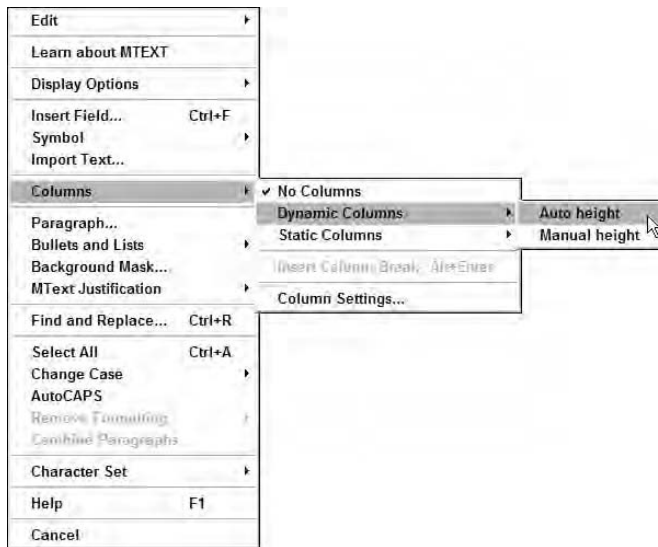 Edit
Learn about MTEXT
Display Options
Insert Field... Ctrl+F
Symbol
Import Text...
Columns
Paragraph...
Bullets and Lists
Background Mask...
MText Justification
Find and Replace... Ctrl+R
Select All Ctrl+A
Change Case
AutoCAPS
Remove Formatting
Combine Paragraphs
Character Set
Help F1
Cancel
No Columns
Dynamic Columns
Static Columns
Insert Column Break Alt+Enter
Column Settings...
Auto height
Manual height